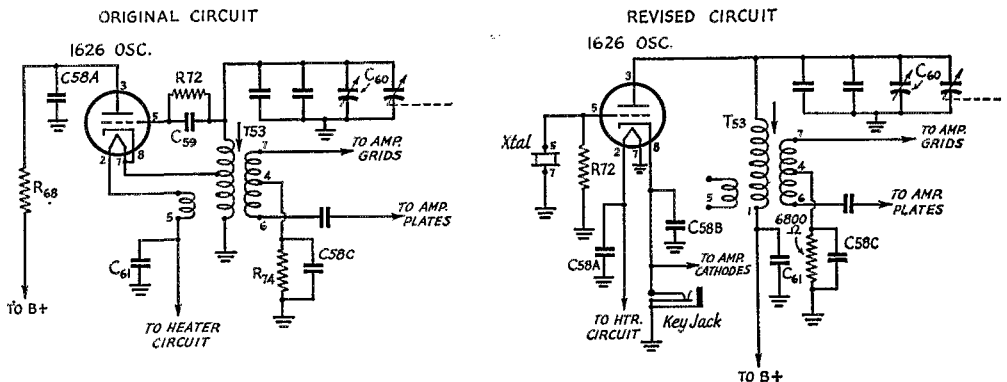 ORIGINAL CIRCUIT
1626 OSC.
C58A
R72
C60
3
5
C59
T53
2
7
8
7
TO AMP.
GRIDS
4
R68
5
6
TO AMP.
PLATES
C61
R74
C58C
TO B+
TO HEATER
CIRCUIT
REVISED CIRCUIT
1626 OSC.
3
C60
5
T53
Xtal
5
7
R72
2
7
8
7
TO AMP.
GRIDS
4
5
1
6
TO AMP.
PLATES
C58B
6800
Ω
C58A
C58C
TO AMP.
CATHODES
C61
Key Jack
TO HTR.
CIRCUIT
TO B+